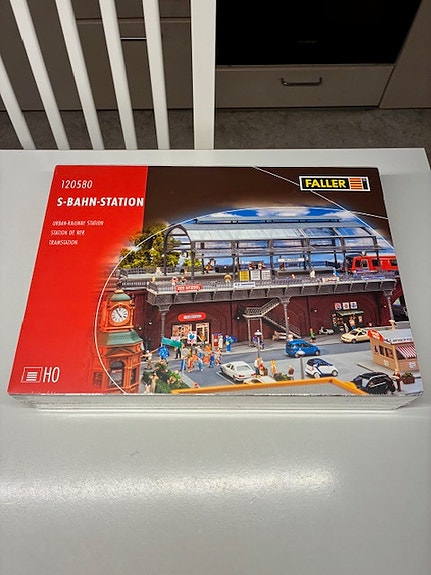 120580
FALLER
S-BAHN-STATION
URBAN-RAILWAY STATION
STATION DE RER
TRAMSTATION
H0